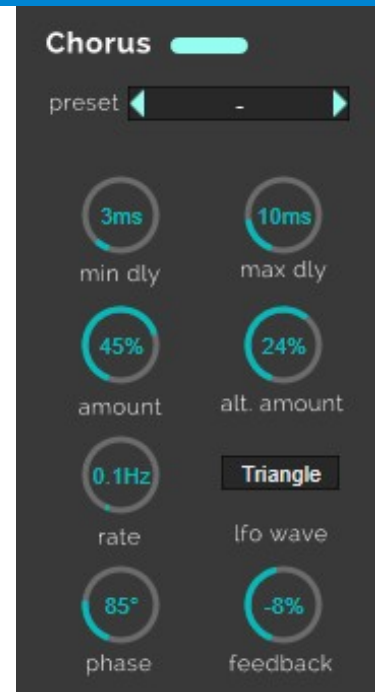 Chorus
preset -
3ms 10ms
min dly max dly
45% 24%
amount alt. amount
0.1Hz Triangle
rate lfo wave
85° -8%
phase feedback